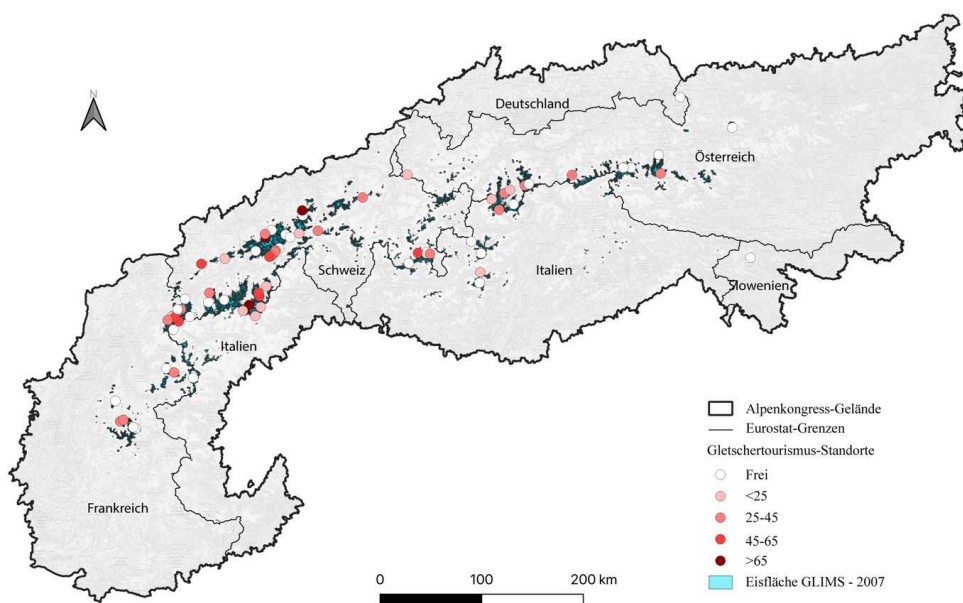 N
Deutschland
Österreich
Schweiz
Italien
Slowenien
Italien
Frankreich
Alpenkongress-Gelände
Eurostat-Grenzen
Gletschertourismus-Standorte
Frei
<25
25-45
45-65
>65
Eisfläche GLIMS - 2007
0 100 200 km